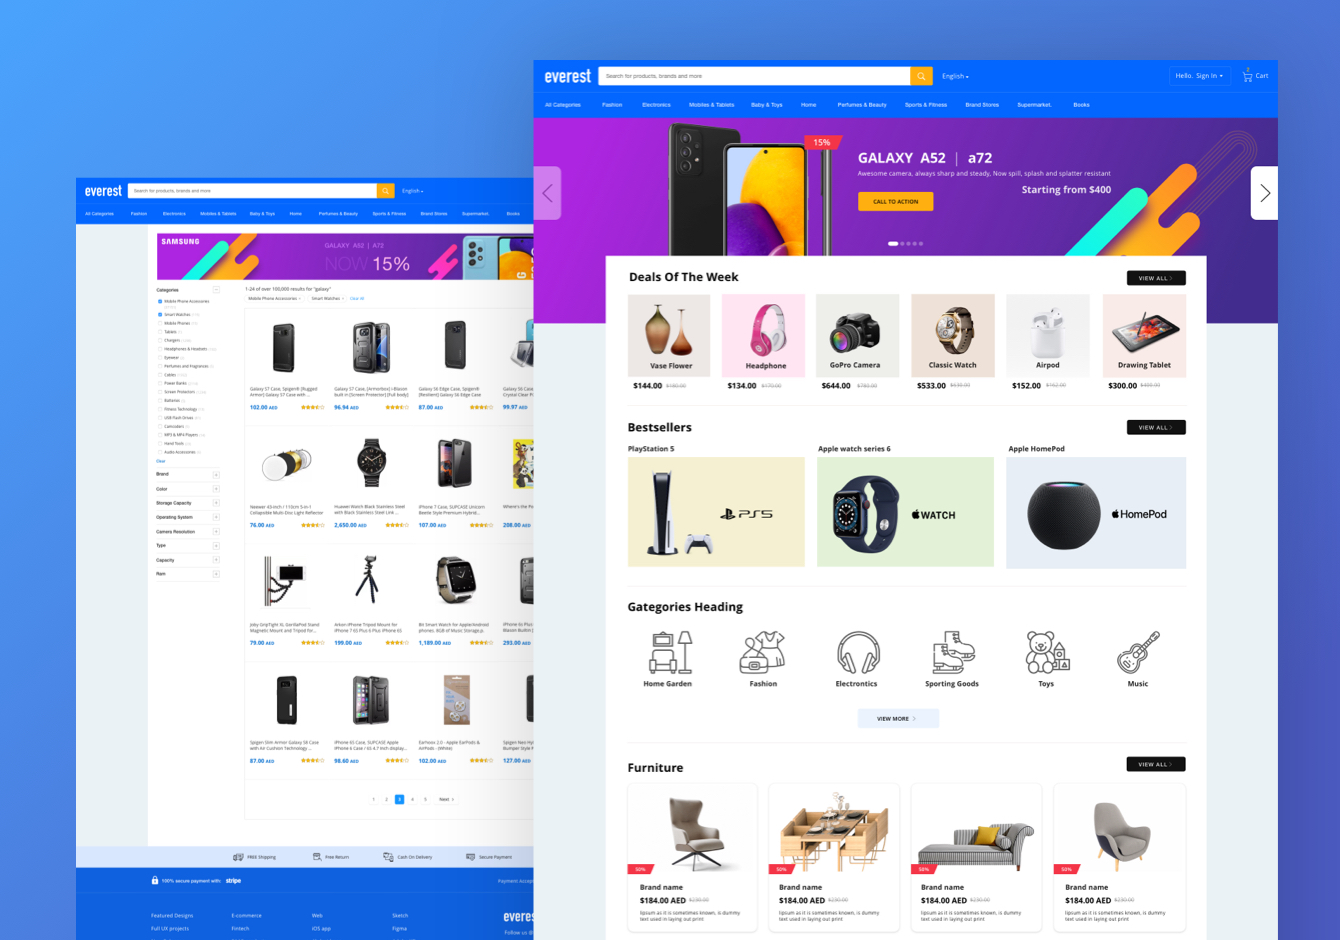 everest
Search for products, brands and more
English
Hello. Sign In
Cart
All Categories
Fashion
Electronics
Mobiles & Tablets
Baby & Toys
Home
Perfumes & Beauty
Sports & Fitness
Brand Stores
Supermarket.
Books
15%
GALAXY A52 | a72
Awesome camera, always sharp and steady, Now spill, splash and splatter resistant
Starting from $400
CALL TO ACTION
Deals Of The Week
VIEW ALL
Vase Flower
Headphone
GoPro Camera
Classic Watch
Airpod
Drawing Tablet
$144.00 $180.00
$134.00 $170.00
$644.00 $780.00
$533.00 $630.00
$152.00 $162.00
$300.00 $400.00
Bestsellers
VIEW ALL
PlayStation 5
Apple watch series 6
Apple HomePod
PS5
WATCH
HomePod
Gategories Heading
Home Garden
Fashion
Electrontics
Sporting Goods
Toys
Music
VIEW MORE
Furniture
VIEW ALL
50%
50%
50%
50%
Brand name
$184.00 AED $230.00
Ipsum as it is sometimes known, is dummy
text used in laying out print
Brand name
$184.00 AED $230.00
Ipsum as it is sometimes known, is dummy
text used in laying out print
Brand name
$184.00 AED $230.00
Ipsum as it is sometimes known, is dummy
text used in laying out print
Brand name
$184.00 AED $230.00
Ipsum as it is sometimes known, is dummy
text used in laying out print
everest
Search for products, brands and more
English
All Categories
Fashion
Electronics
Mobiles & Tablets
Baby & Toys
Home
Perfumes & Beauty
Sports & Fitness
Brand Stores
Supermarket.
Books
SAMSUNG
GALAXY A52 | A72
NOW 15%
Categories
Mobile Phone Accessories
Smart Watches
Mobile Phones
Tablets
Chargers
Headphones & Headsets
Eyewear
Perfumes and Fragrances
Cables
Power Banks
Screen Protectors
Batteries
Fitness Technology
USB Flash Drives
Camcoders
MP3 & MP4 Players
Hand Tools
Audio Accessories
Clear
Brand
Color
Storage Capacity
Operating System
Camera Resolution
Type
Capacity
Ram
1-24 of over 100,000 results for "galaxy"
Mobile Phone Accessories
Smart Watches
Clear All
Galaxy S7 Case, Spigen® [Rugged
Armor] Galaxy S7 Case with ...
102.00 AED
Galaxy S7 Case, [Armorbox] i-Blason
built in [Screen Protector] [Full body]
96.94 AED
Galaxy S6 Edge Case, Spigen®
[Resilient] Galaxy S6 Edge Case
87.00 AED
Galaxy S6 Cas
Crystal Clear P
99.97 AED
Neewer 43-inch / 110cm 5-in-1
Collapsible Multi-Disc Light Reflector
76.00 AED
Huawei Watch Black Stainless Steel
with Black Stainless Steel Link ...
2,650.00 AED
iPhone 7 Case, SUPCASE Unicorn
Beetle Style Premium Hybrid...
107.00 AED
Where's the Po
208.00 AED
Joby GripTight XL GorillaPod Stand
Magnetic Mount and Tripod for...
79.00 AED
Arkon iPhone Tripod Mount for
iPhone 7 6S Plus 6 Plus iPhone 6S
199.00 AED
Bit Smart Watch for Apple/Android
phones. 8GB of Music Storage.
1,189.00 AED
iPhone 6s Plus
Blason Builtin [
293.00 AED
Spigen Slim Armor Galaxy S8 Case
with Air Cushion Technology ...
87.00 AED
iPhone 6S Case, SUPCASE Apple
iPhone 6 Case / 6S 4.7 Inch display...
98.60 AED
Earhoox 2.0 - Apple EarPods &
AirPods - (White)
102.00 AED
Spigen Neo Hy
Bumper Style P
127.00 AED
1 2 3 4 5 Next
FREE Shipping
Free Return
Cash On Delivery
Secure Payment
100% secure payment with stripe
Payment Accep
Featured Designs
E-commerce
Web
Sketch
everes
Full UX projects
Fintech
iOS app
Figma
Follow us @